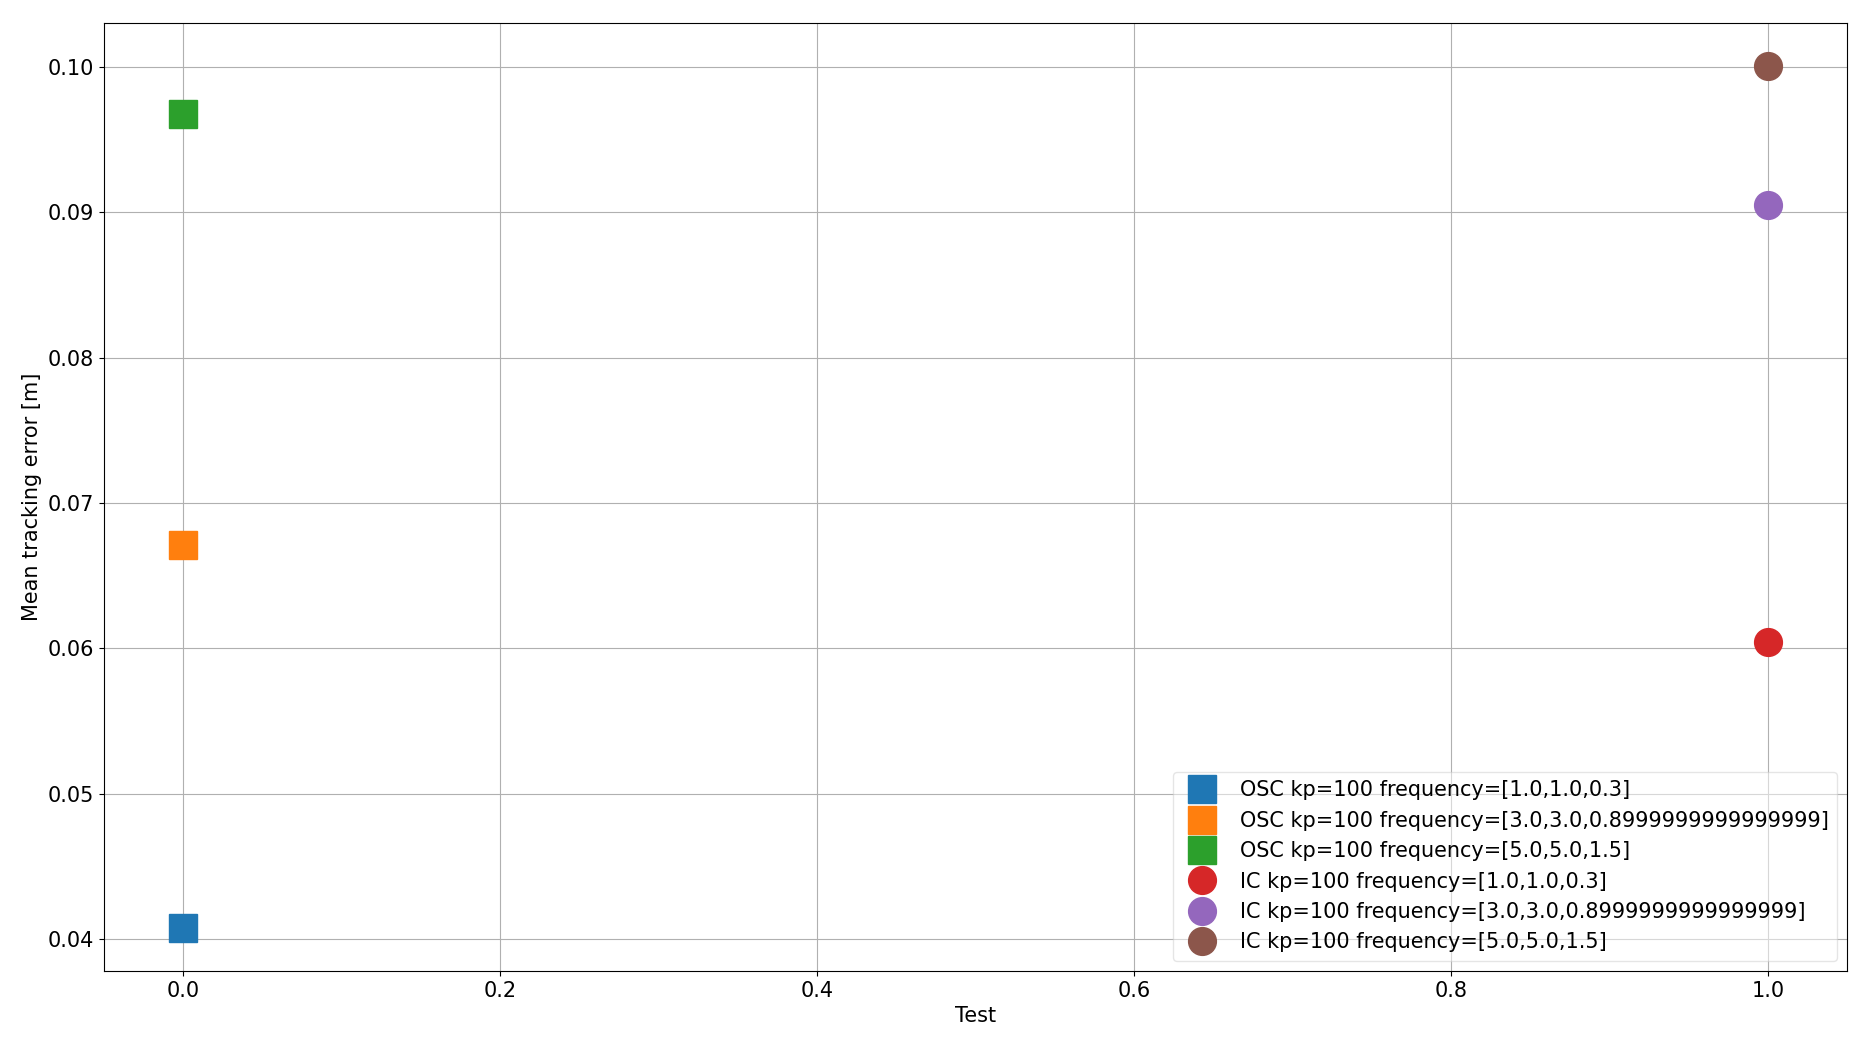 0.10
0.09
0.08
0.07
0.06
0.05
0.04
Mean tracking error [m]
OSC kp=100 frequency=[1.0,1.0,0.3]
OSC kp=100 frequency=[3.0,3.0,0.8999999999999999]
OSC kp=100 frequency=[5.0,5.0,1.5]
IC kp=100 frequency=[1.0,1.0,0.3]
IC kp=100 frequency=[3.0,3.0,0.8999999999999999]
IC kp=100 frequency=[5.0,5.0,1.5]
0.0 0.2 0.4 0.6 0.8 1.0
Test